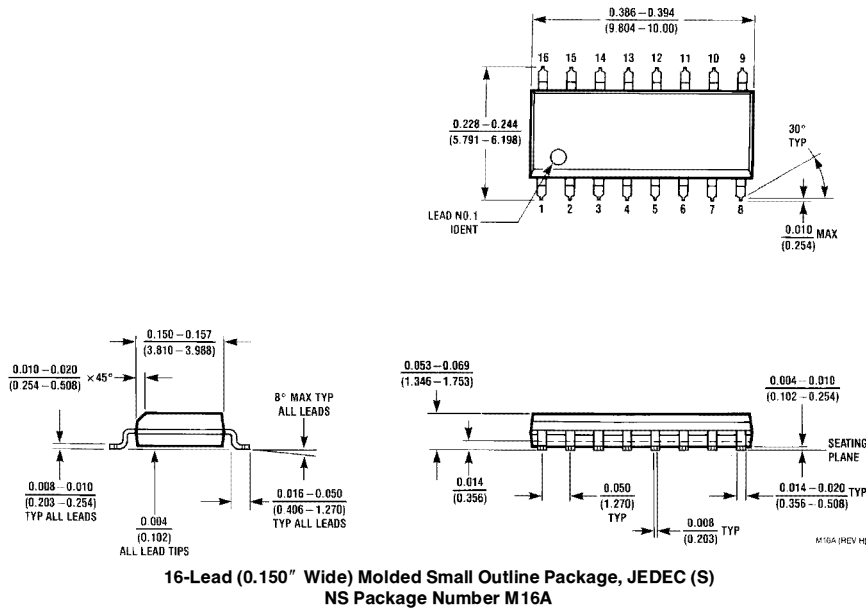 0.386 – 0.394
(9.804 – 10.00)
16 15 14 13 12 11 10 9
0.228 – 0.244
(5.791 – 6.198)
30°
TYP
LEAD NO.1
IDENT
1 2 3 4 5 6 7 8
0.010 MAX
(0.254)
0.150 – 0.157
(3.810 – 3.988)
0.010 – 0.020
(0.254 – 0.508)
×45°
8° MAX TYP
ALL LEADS
0.008 – 0.010
(0.203 – 0.254)
TYP ALL LEADS
0.004
(0.102)
ALL LEAD TIPS
0.016 – 0.050
(0.406 – 1.270)
TYP ALL LEADS
0.053 – 0.069
(1.346 – 1.753)
0.004 – 0.010
(0.102 – 0.254)
SEATING
PLANE
0.014
(0.356)
0.050
(1.270)
TYP
0.014 – 0.020 TYP
(0.356 – 0.508)
0.008 TYP
(0.203)
M16A (REV H)
16-Lead (0.150″ Wide) Molded Small Outline Package, JEDEC (S)
NS Package Number M16A